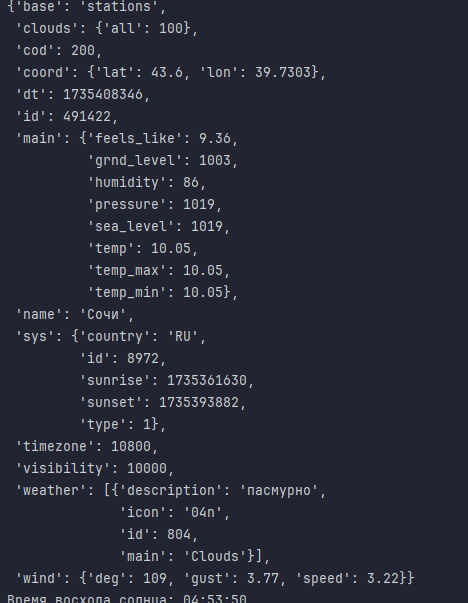 {'base': 'stations',
 'clouds': {'all': 100},
 'cod': 200,
 'coord': {'lat': 43.6, 'lon': 39.7303},
 'dt': 1735408346,
 'id': 491422,
 'main': {'feels_like': 9.36,
          'grnd_level': 1003,
          'humidity': 86,
          'pressure': 1019,
          'sea_level': 1019,
          'temp': 10.05,
          'temp_max': 10.05,
          'temp_min': 10.05},
 'name': 'Сочи',
 'sys': {'country': 'RU',
         'id': 8972,
         'sunrise': 1735361630,
         'sunset': 1735393882,
         'type': 1},
 'timezone': 10800,
 'visibility': 10000,
 'weather': [{'description': 'пасмурно',
              'icon': '04n',
              'id': 804,
              'main': 'Clouds'}],
 'wind': {'deg': 109, 'gust': 3.77, 'speed': 3.22}}
Время восхода солнца: 04:53:50